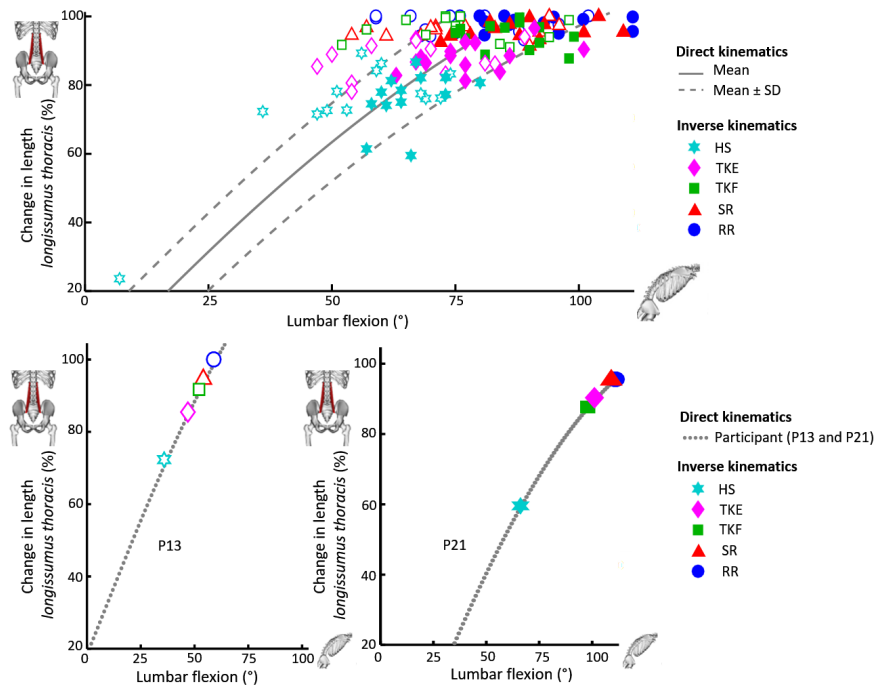 Change in length
longissumus thoracis (%)
100
80
60
40
20
0
25
50
75
100
Lumbar flexion (°)
Direct kinematics
Mean
Mean ± SD
Inverse kinematics
HS
TKE
TKF
SR
RR
Change in length
longissumus thoracis (%)
100
80
60
40
20
P13
0
25
50
75
100
Lumbar flexion (°)
Change in length
longissumus thoracis (%)
100
80
60
40
20
P21
0
25
50
75
100
Lumbar flexion (°)
Direct kinematics
Participant (P13 and P21)
Inverse kinematics
HS
TKE
TKF
SR
RR